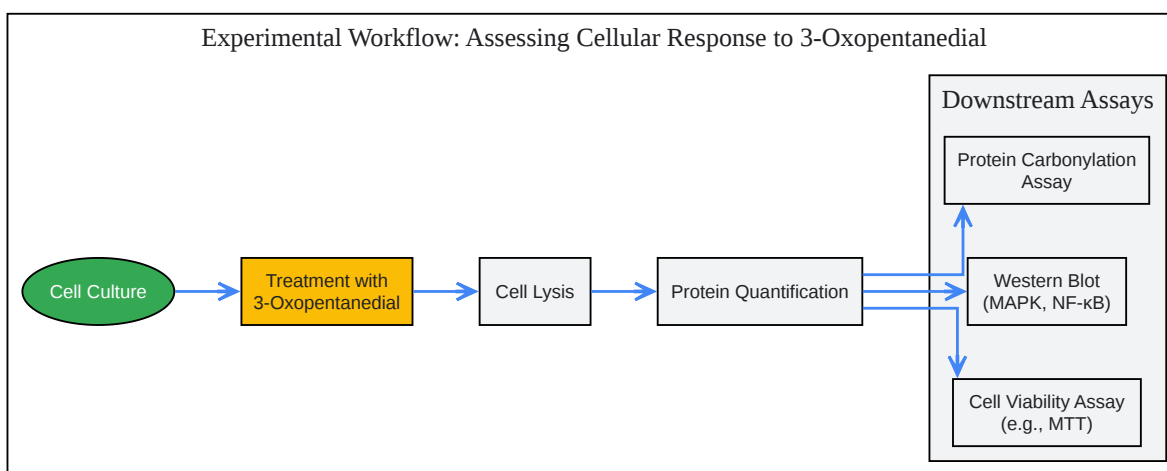 Experimental Workflow: Assessing Cellular Response to 3-Oxopentanedial
Downstream Assays
Protein Carbonylation
Assay
Cell Culture
Treatment with
3-Oxopentanedial
Cell Lysis
Protein Quantification
Western Blot
(MAPK, NF-κB)
Cell Viability Assay
(e.g., MTT)